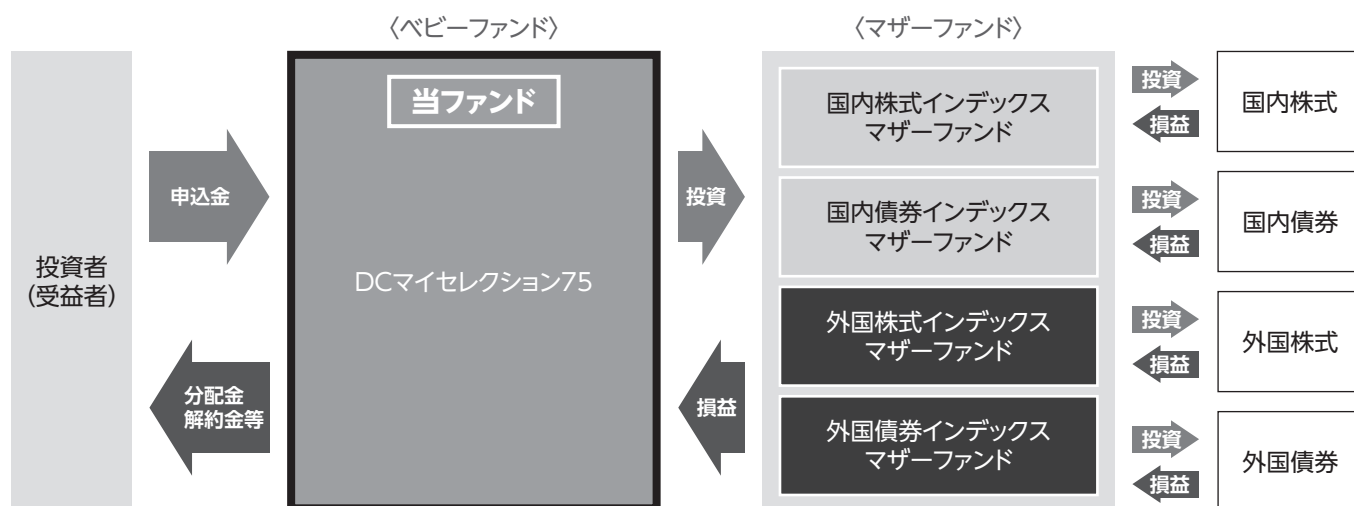 〈ベビーファンド〉
〈マザーファンド〉
投資者
(受益者)
申込金
分配金
解約金等
当ファンド
DCマイセレクション75
投資
損益
国内株式インデックス
マザーファンド
国内債券インデックス
マザーファンド
外国株式インデックス
マザーファンド
外国債券インデックス
マザーファンド
投資
損益
国内株式
投資
損益
国内債券
投資
損益
外国株式
投資
損益
外国債券